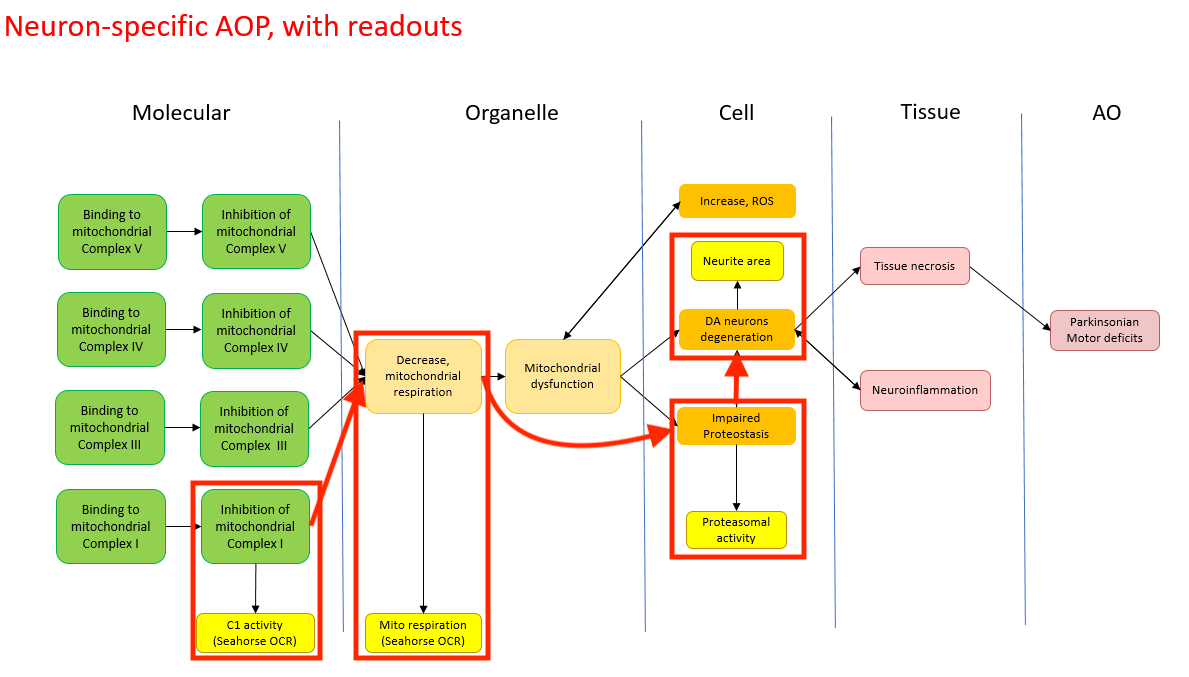 Neuron-specific AOP, with readouts
Molecular
Organelle
Cell
Tissue
AO
Binding to
mitochondrial
Complex V
Inhibition of
mitochondrial
Complex V
Binding to
mitochondrial
Complex IV
Inhibition of
mitochondrial
Complex IV
Binding to
mitochondrial
Complex III
Inhibition of
mitochondrial
Complex III
Binding to
mitochondrial
Complex I
Inhibition of
mitochondrial
Complex I
C1 activity
(Seahorse OCR)
Decrease,
mitochondrial
respiration
Mito respiration
(Seahorse OCR)
Mitochondrial
dysfunction
Increase, ROS
Neurite area
DA neurons
degeneration
Impaired
Proteostasis
Proteasomal
activity
Tissue necrosis
Neuroinflammation
Parkinsonian
Motor deficits